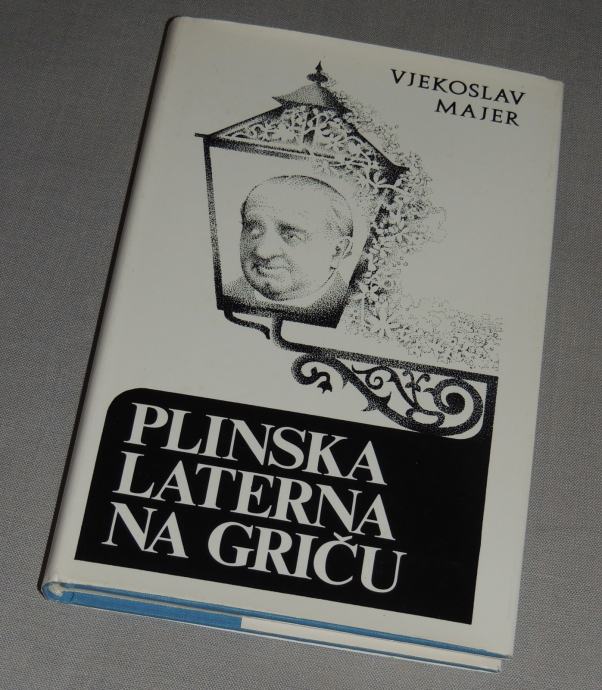 VJEKOSLAV
MAJER
PLINSKA
LATERNA
NA GRIČU